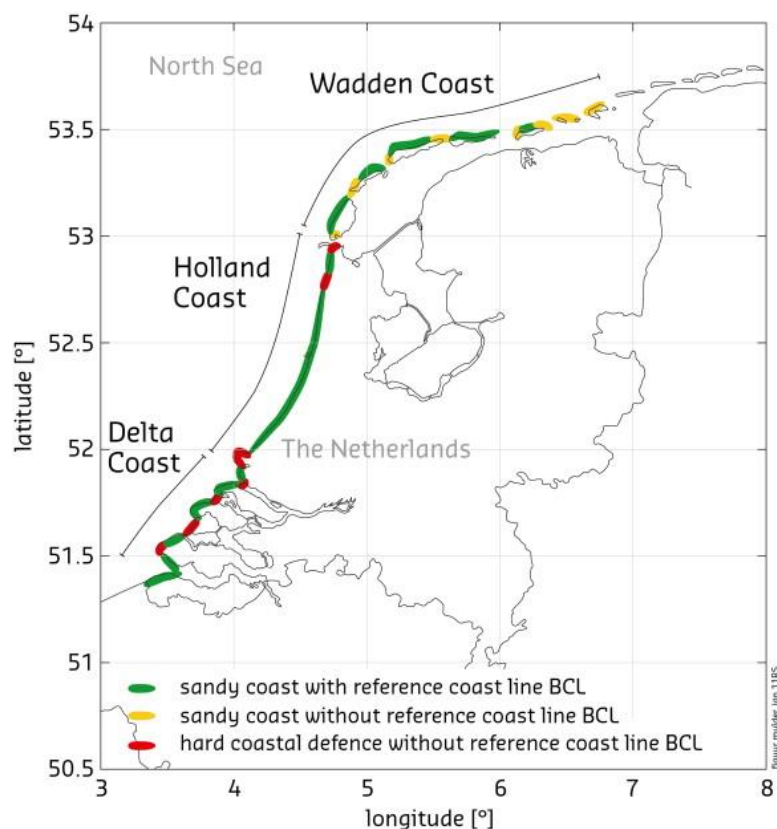 54
53.5
53
52.5
52
51.5
51
50.5
latitude [°]
North Sea
Wadden Coast
Holland
Coast
Delta
Coast
The Netherlands
sandy coast with reference coast line BCL
sandy coast without reference coast line BCL
hard coastal defence without reference coast line BCL
3
4
5
6
7
8
longitude [°]